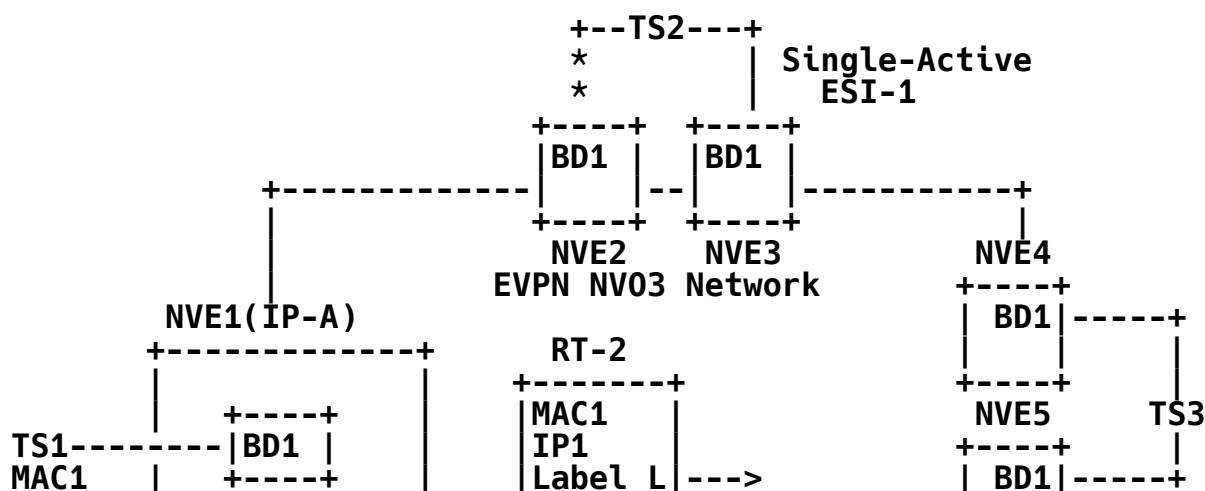 +--TS2---+
* | Single-Active
* | ESI-1
+----+ +----+
|BD1 | |BD1 |
+-------------| |--| |-----------+
| +----+ +----+ |
| NVE2 NVE3 NVE4
| EVPN NVO3 Network +----+
NVE1(IP-A) | BD1|-----+
+-------------+ RT-2 | | |
| | +-------+ +----+ |
| +----+ | |MAC1 | NVE5 TS3
TS1--------|BD1 | | |IP1 | +----+ |
MAC1 | +----+ | |Label L|---> | BD1|-----+